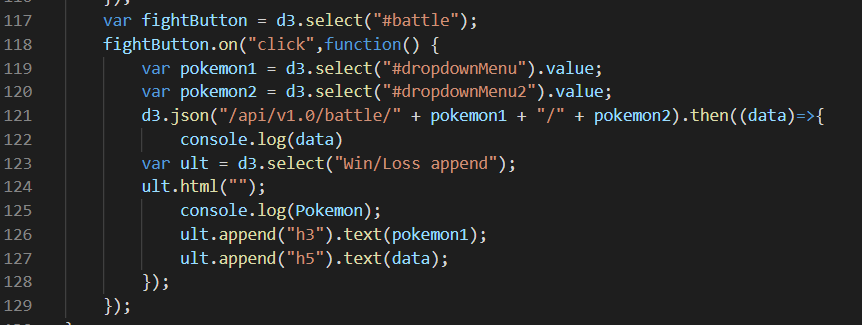 117 var fightButton = d3.select("#battle");
118 fightButton.on("click",function() {
119 var pokemon1 = d3.select("#dropdownMenu").value;
120 var pokemon2 = d3.select("#dropdownMenu2").value;
121 d3.json("/api/v1.0/battle/" + pokemon1 + "/" + pokemon2).then((data)=>{
122 console.log(data)
123 var ult = d3.select("Win/Loss append");
124 ult.html("");
125 console.log(Pokemon);
126 ult.append("h3").text(pokemon1);
127 ult.append("h5").text(data);
128 });
129 });